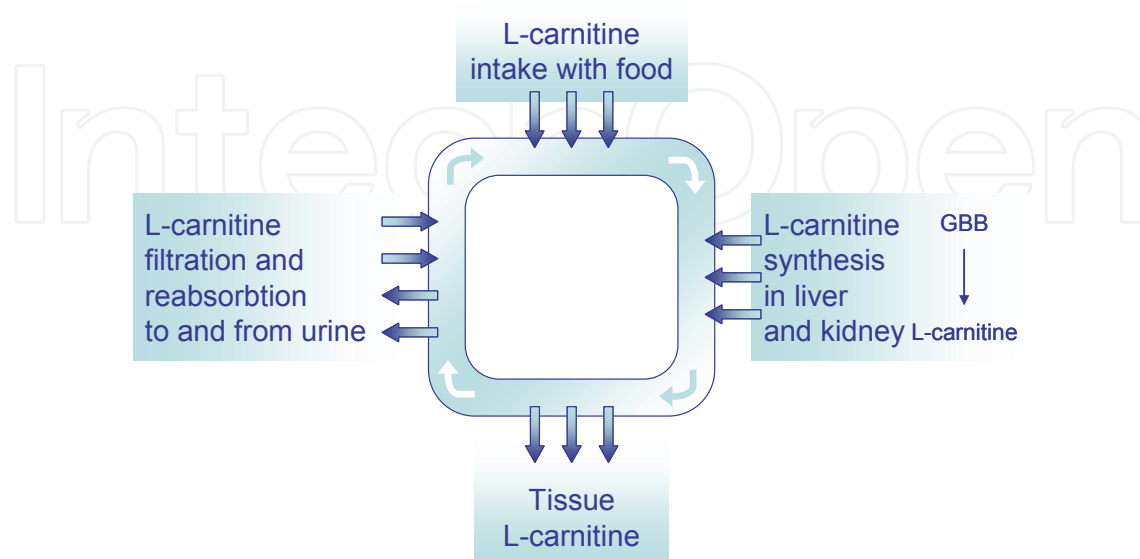 L-carnitine
intake with food
IntechOpen
L-carnitine
filtration and
reabsorbtion
to and from urine
L-carnitine
synthesis
in liver
and kidney
GBB
L-carnitine
Tissue
L-carnitine